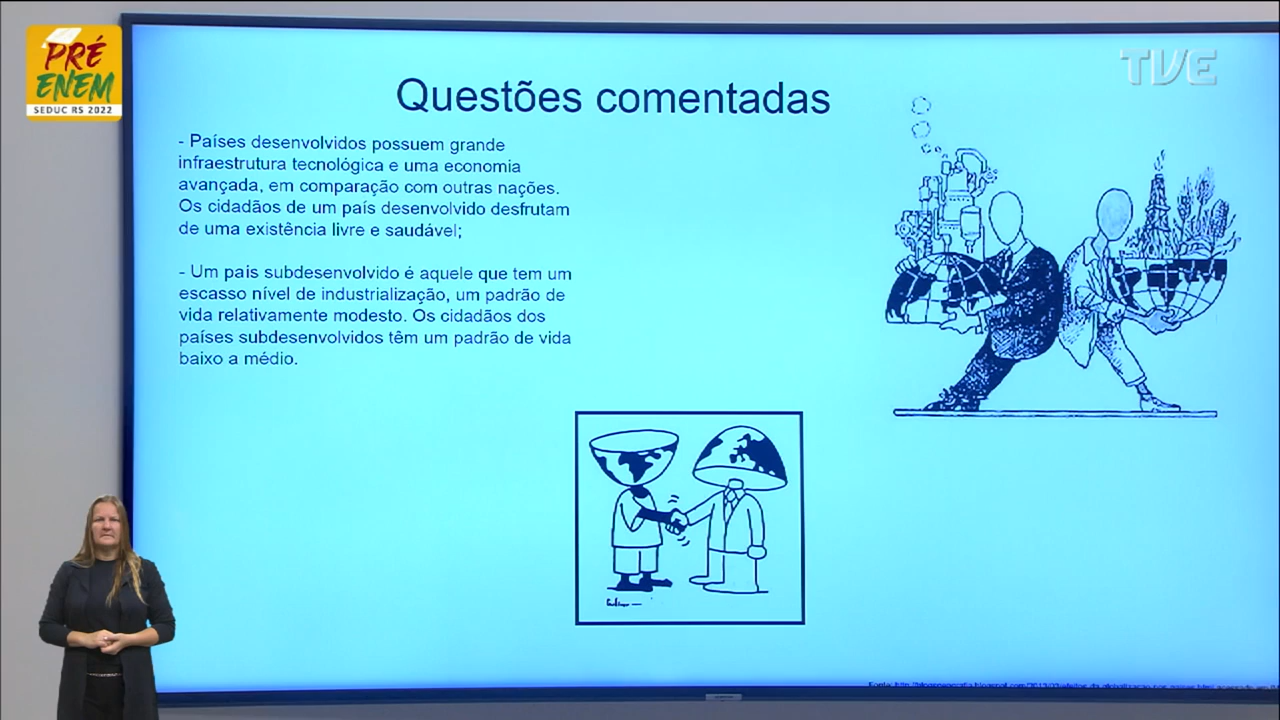 PRÉ
ENEM
SEDUC RS 2022
TVE
Questões comentadas
- Países desenvolvidos possuem grande
infraestrutura tecnológica e uma economia
avançada, em comparação com outras nações.
Os cidadãos de um país desenvolvido desfrutam
de uma existência livre e saudável;
- Um pais subdesenvolvido é aquele que tem um
escasso nível de industrialização, um padrão de
vida relativamente modesto. Os cidadãos dos
países subdesenvolvidos têm um padrão de vida
baixo a médio.
Fonte: